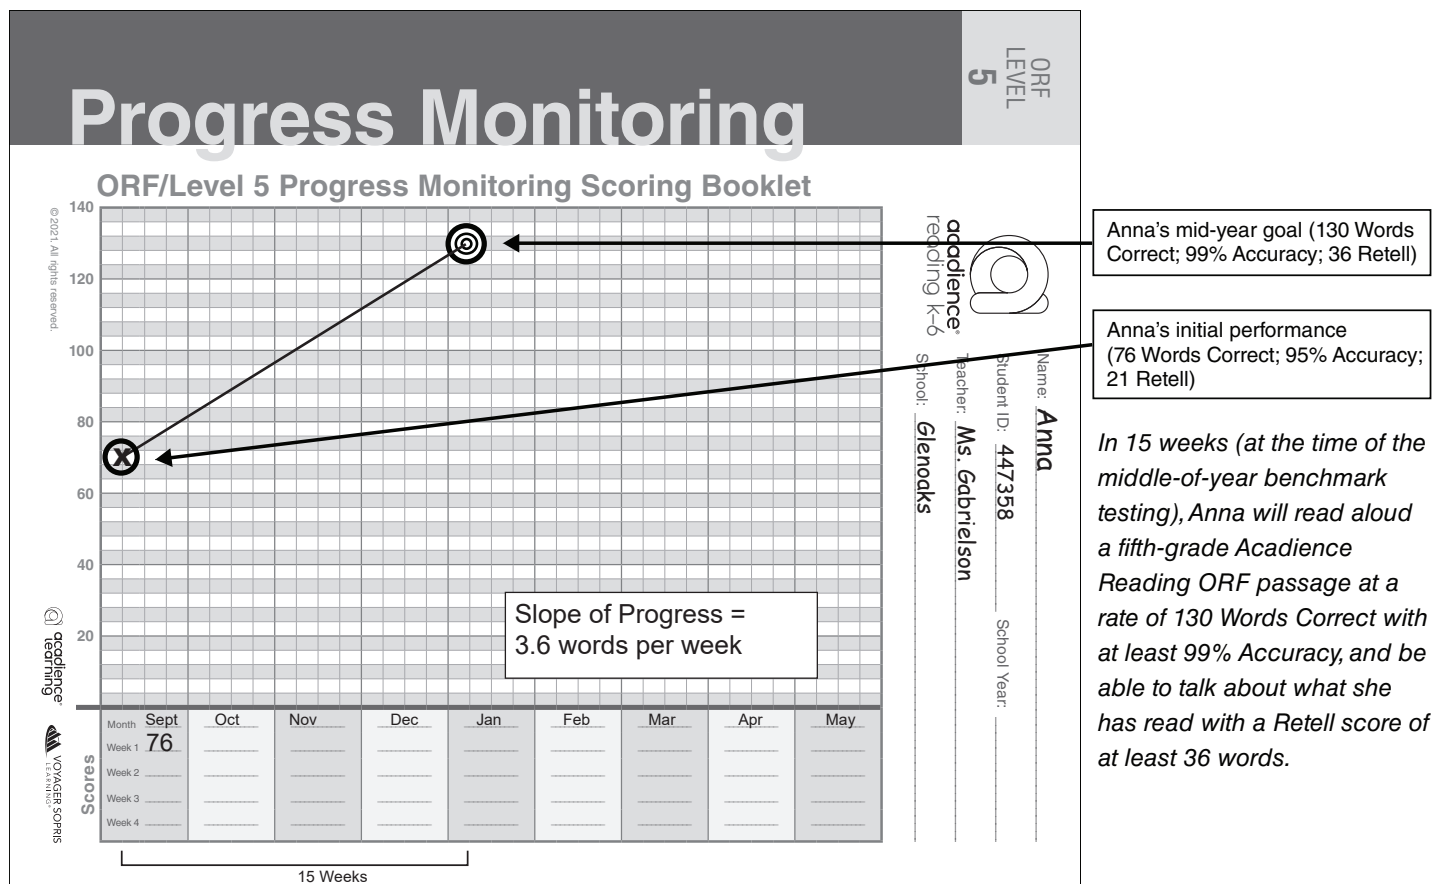 Progress Monitoring
ORF
LEVEL
5
ORF/Level 5 Progress Monitoring Scoring Booklet
© 2021. All rights reserved.
140
120
100
80
60
40
20
X
Slope of Progress =
3.6 words per week
Scores
Month Sept Oct Nov Dec Jan Feb Mar Apr May
Week 1 76
Week 2
Week 3
Week 4
15 Weeks
acadience®
learning
VOYAGER SOPRIS
LEARNING®
acadience®
reading K–6
Name: Anna
Student ID: 447358 School Year:
Teacher: Ms. Gabrielson
School: Glenoaks
Anna’s mid-year goal (130 Words
Correct; 99% Accuracy; 36 Retell)
Anna’s initial performance
(76 Words Correct; 95% Accuracy;
21 Retell)
In 15 weeks (at the time of the
middle-of-year benchmark
testing), Anna will read aloud
a fifth-grade Acadience
Reading ORF passage at a
rate of 130 Words Correct with
at least 99% Accuracy, and be
able to talk about what she
has read with a Retell score of
at least 36 words.